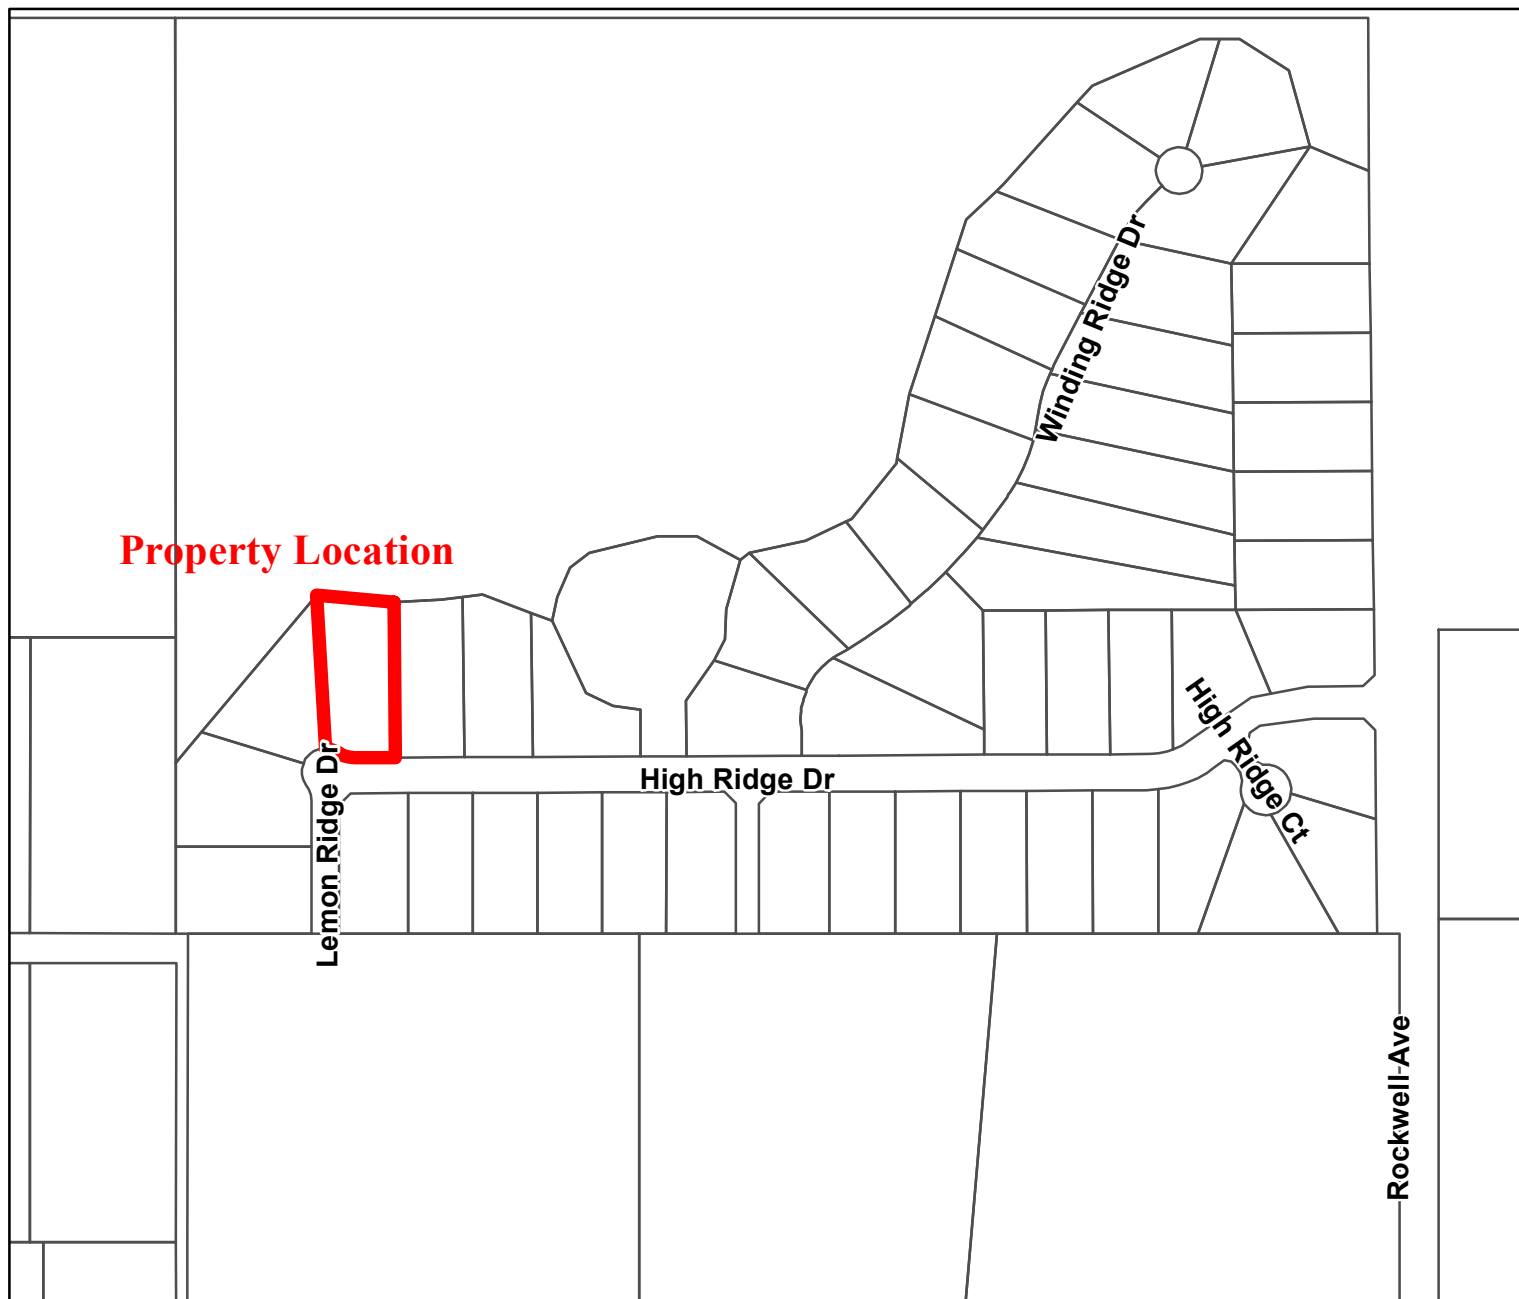 Winding Ridge Dr
Property Location
High Ridge Dr
High Ridge Ct
Lemon Ridge Dr
Rockwell Ave